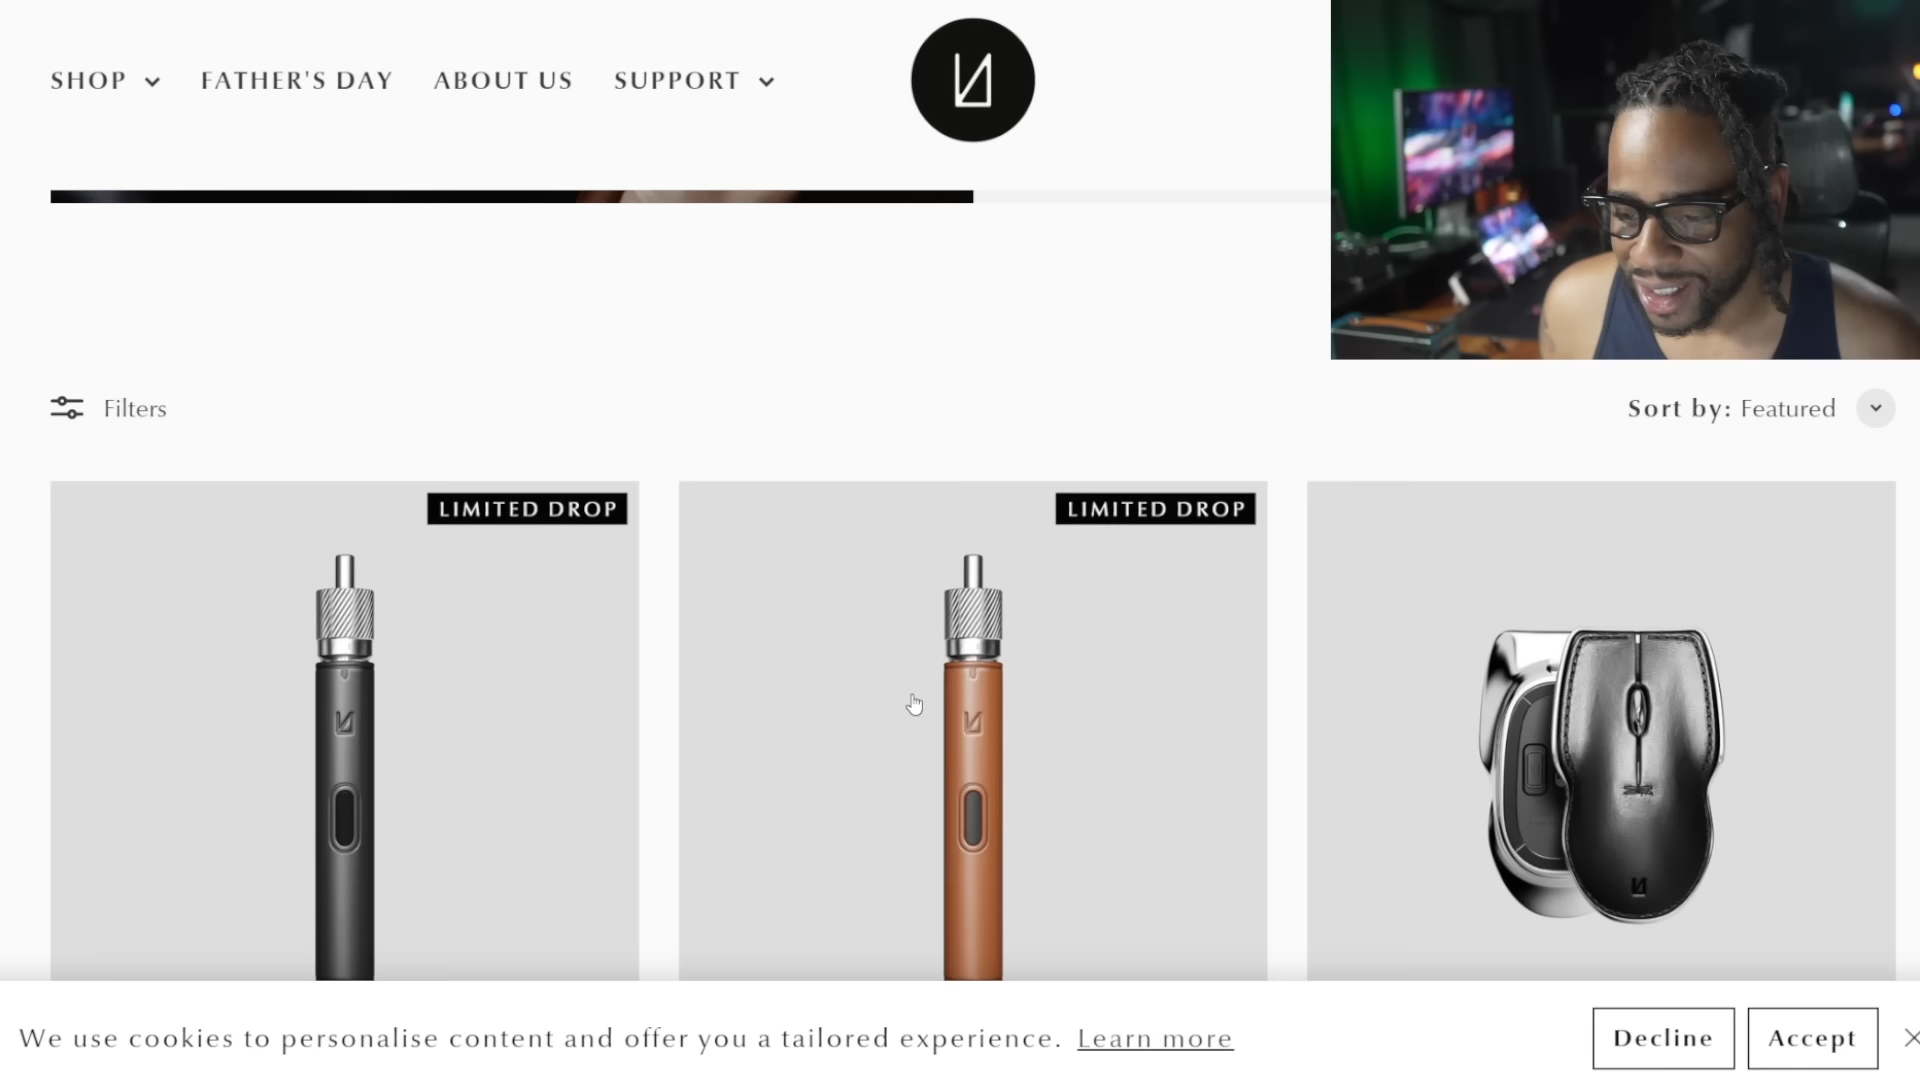 SHOP
FATHER'S DAY
ABOUT US
SUPPORT
Filters
Sort by: Featured
LIMITED DROP
LIMITED DROP
We use cookies to personalise content and offer you a tailored experience. Learn more
Decline
Accept